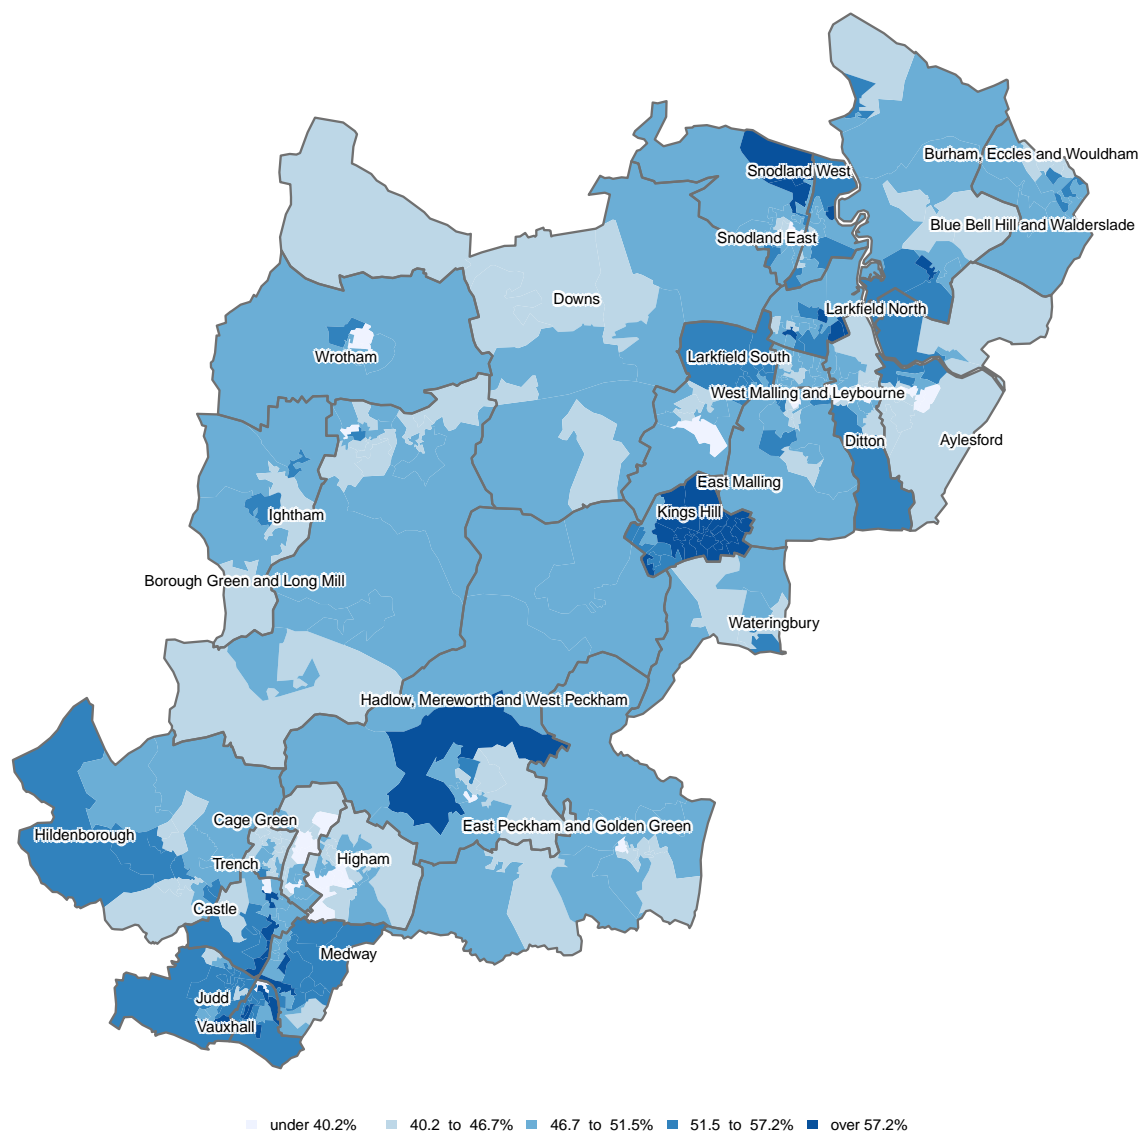 Burham, Eccles and Wouldham
Snodland West
Blue Bell Hill and Walderslade
Snodland East
Downs
Larkfield North
Wrotham
Larkfield South
West Malling and Leybourne
Ditton
Aylesford
East Malling
Kings Hill
Ightham
Borough Green and Long Mill
Wateringbury
Hadlow, Mereworth and West Peckham
Cage Green
East Peckham and Golden Green
Hildenborough
Higham
Trench
Castle
Medway
Judd
Vauxhall
under 40.2% 40.2 to 46.7% 46.7 to 51.5% 51.5 to 57.2% over 57.2%